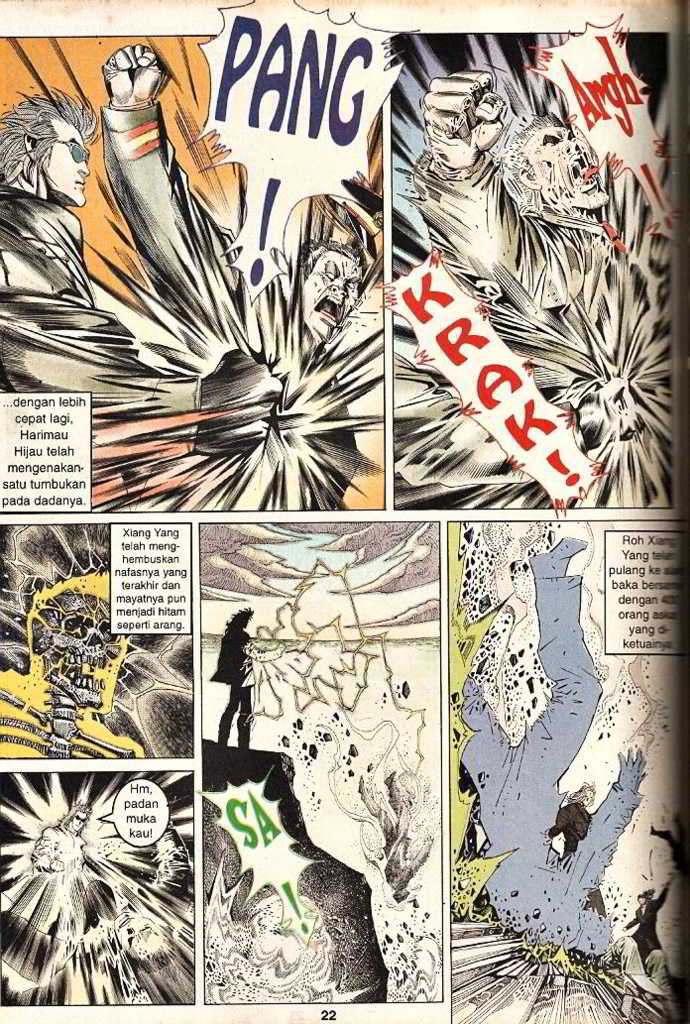 PANG
!
Arrgh
!!
KRAK!
...dengan lebih
cepat lagi,
Harimau
Hijau telah
mengenakan-
satu tumbukan
pada dadanya.
Xiang Yang
telah meng-
hembuskan
nafasnya yang
terakhir dan
mayatnya pun
menjadi hitam
seperti arang.
Roh Xiang
Yang telah
pulang ke
baka bersama
dengan
orang askar
yang di-
ketuainya.
Hm,
padan
muka
kau!
SA
!
22